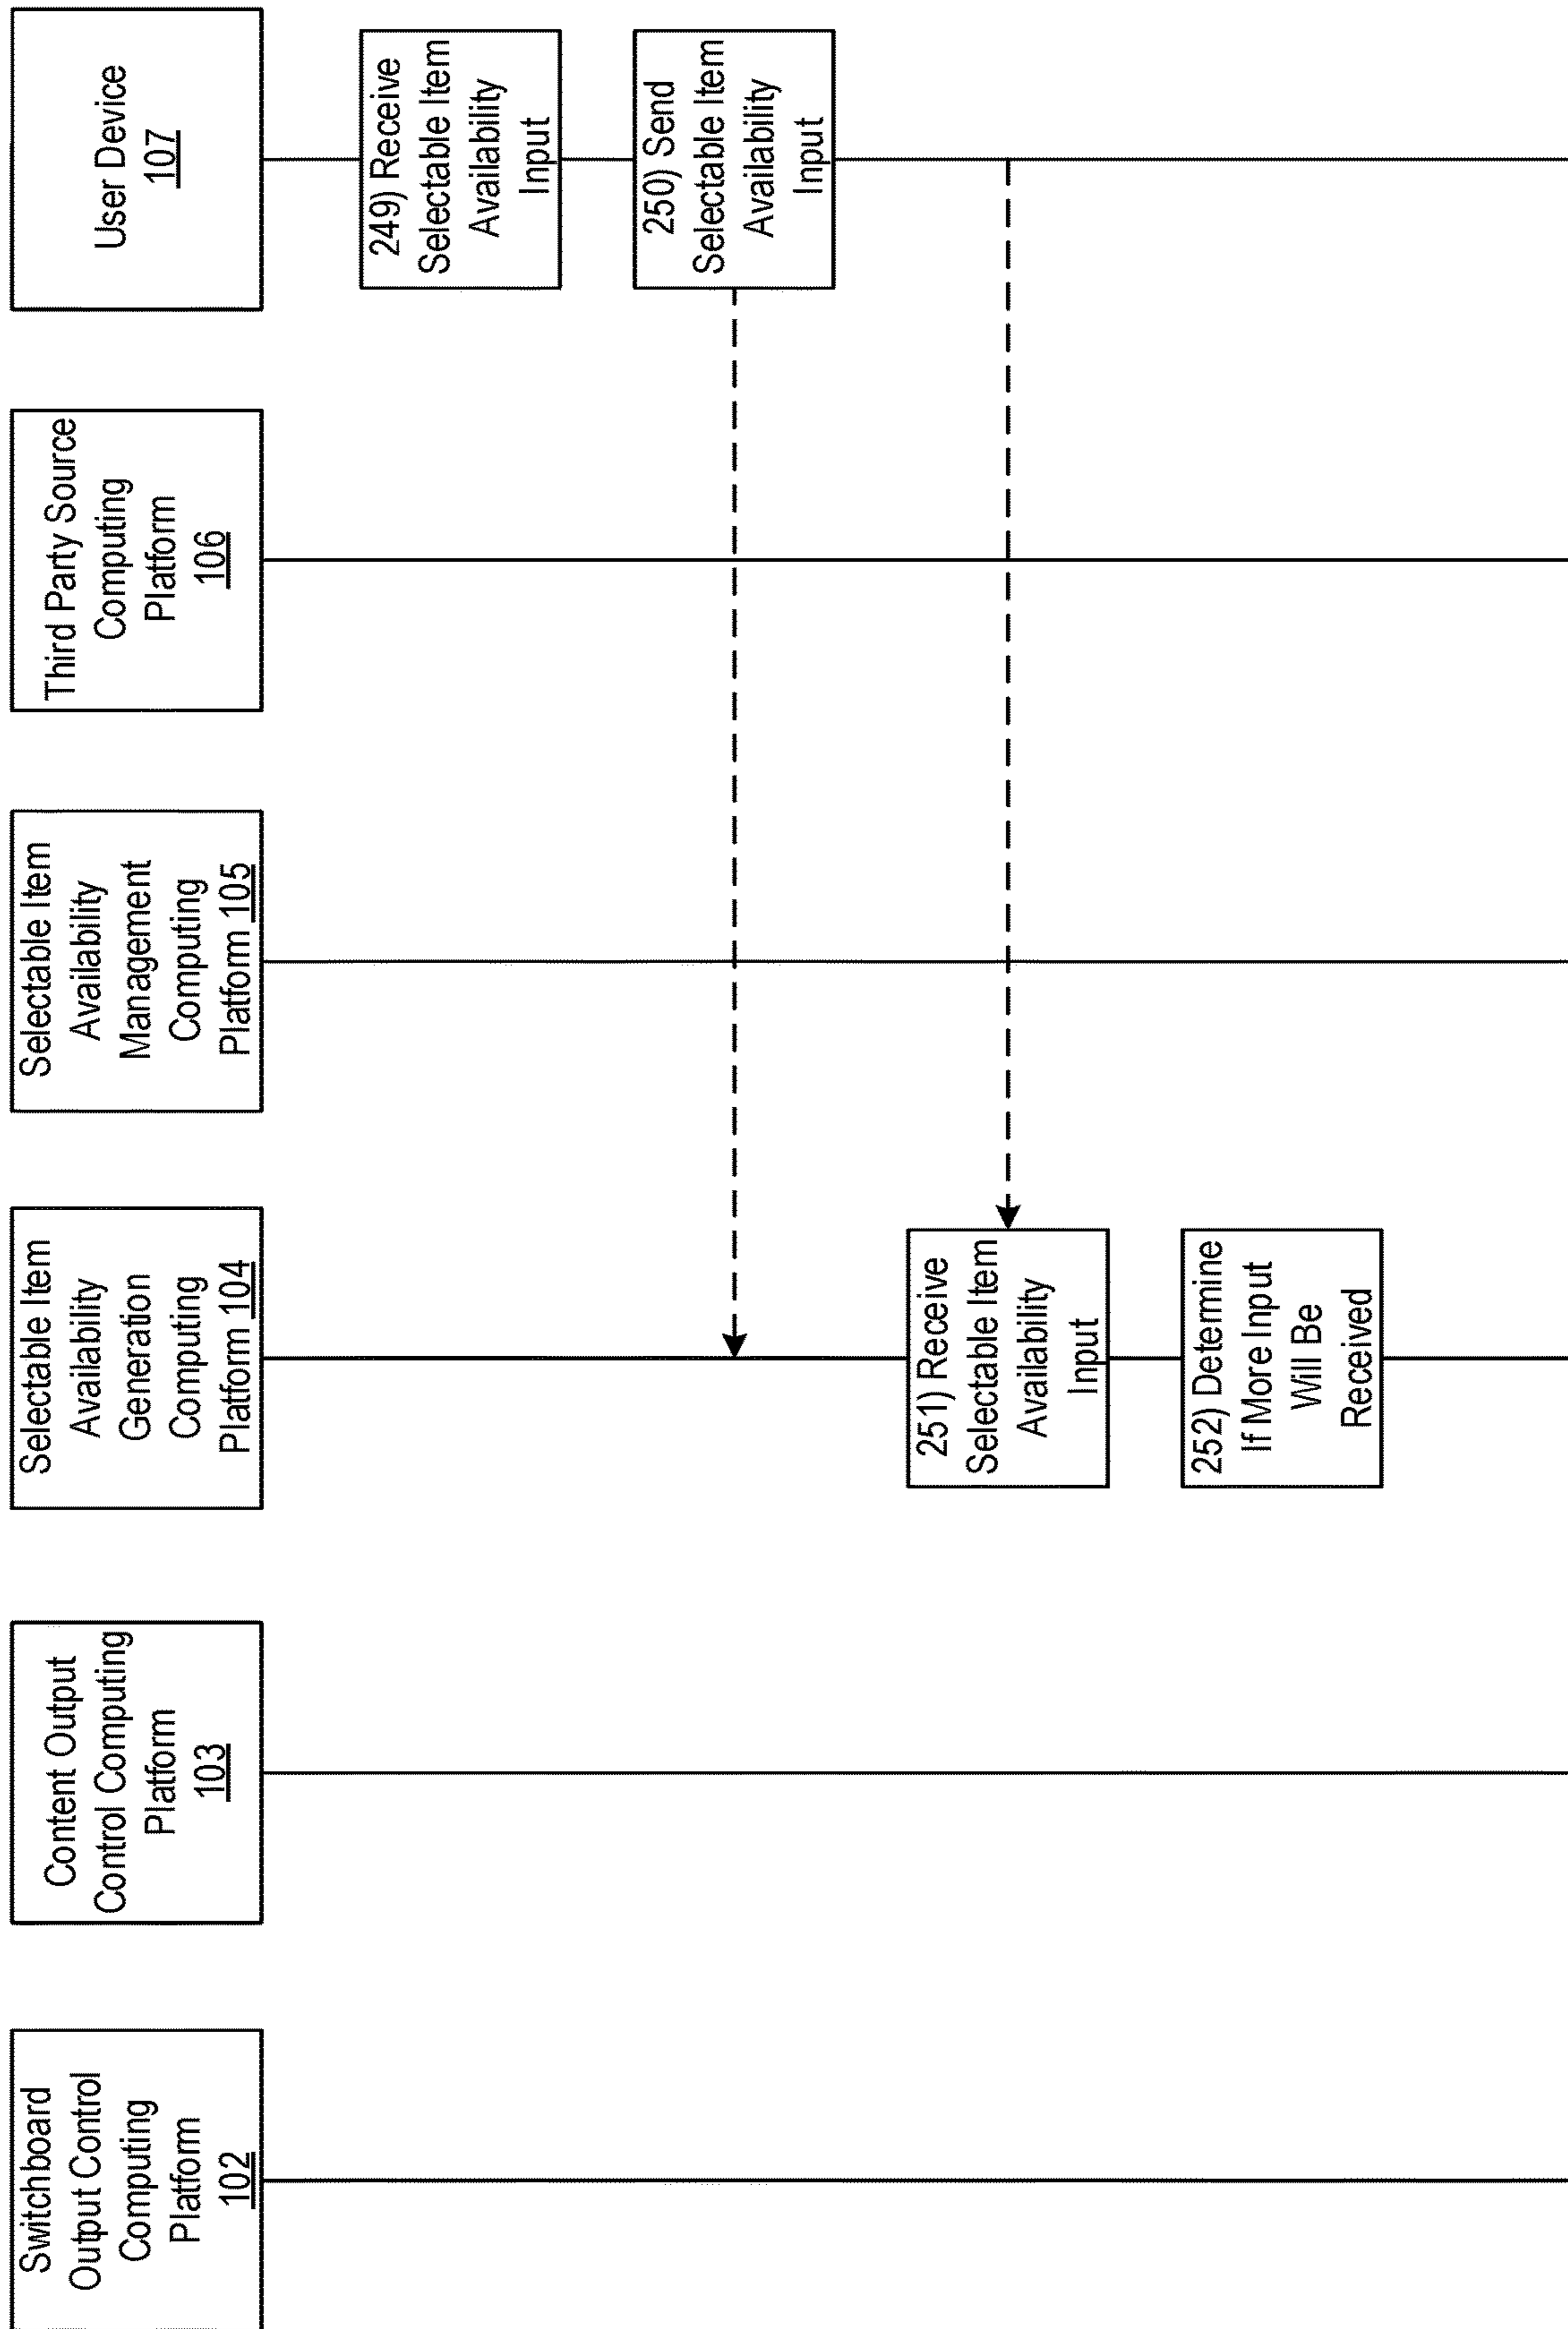 Switchboard
Output Control
Computing
Platform
102
Content Output
Control Computing
Platform
103
Selectable Item
Availability
Generation
Computing
Platform 104
Selectable Item
Availability
Management
Computing
Platform 105
Third Party Source
Computing
Platform
106
User Device
107
249) Receive
Selectable Item
Availability
Input
250) Send
Selectable Item
Availability
Input
251) Receive
Selectable Item
Availability
Input
252) Determine
If More Input
Will Be
Received